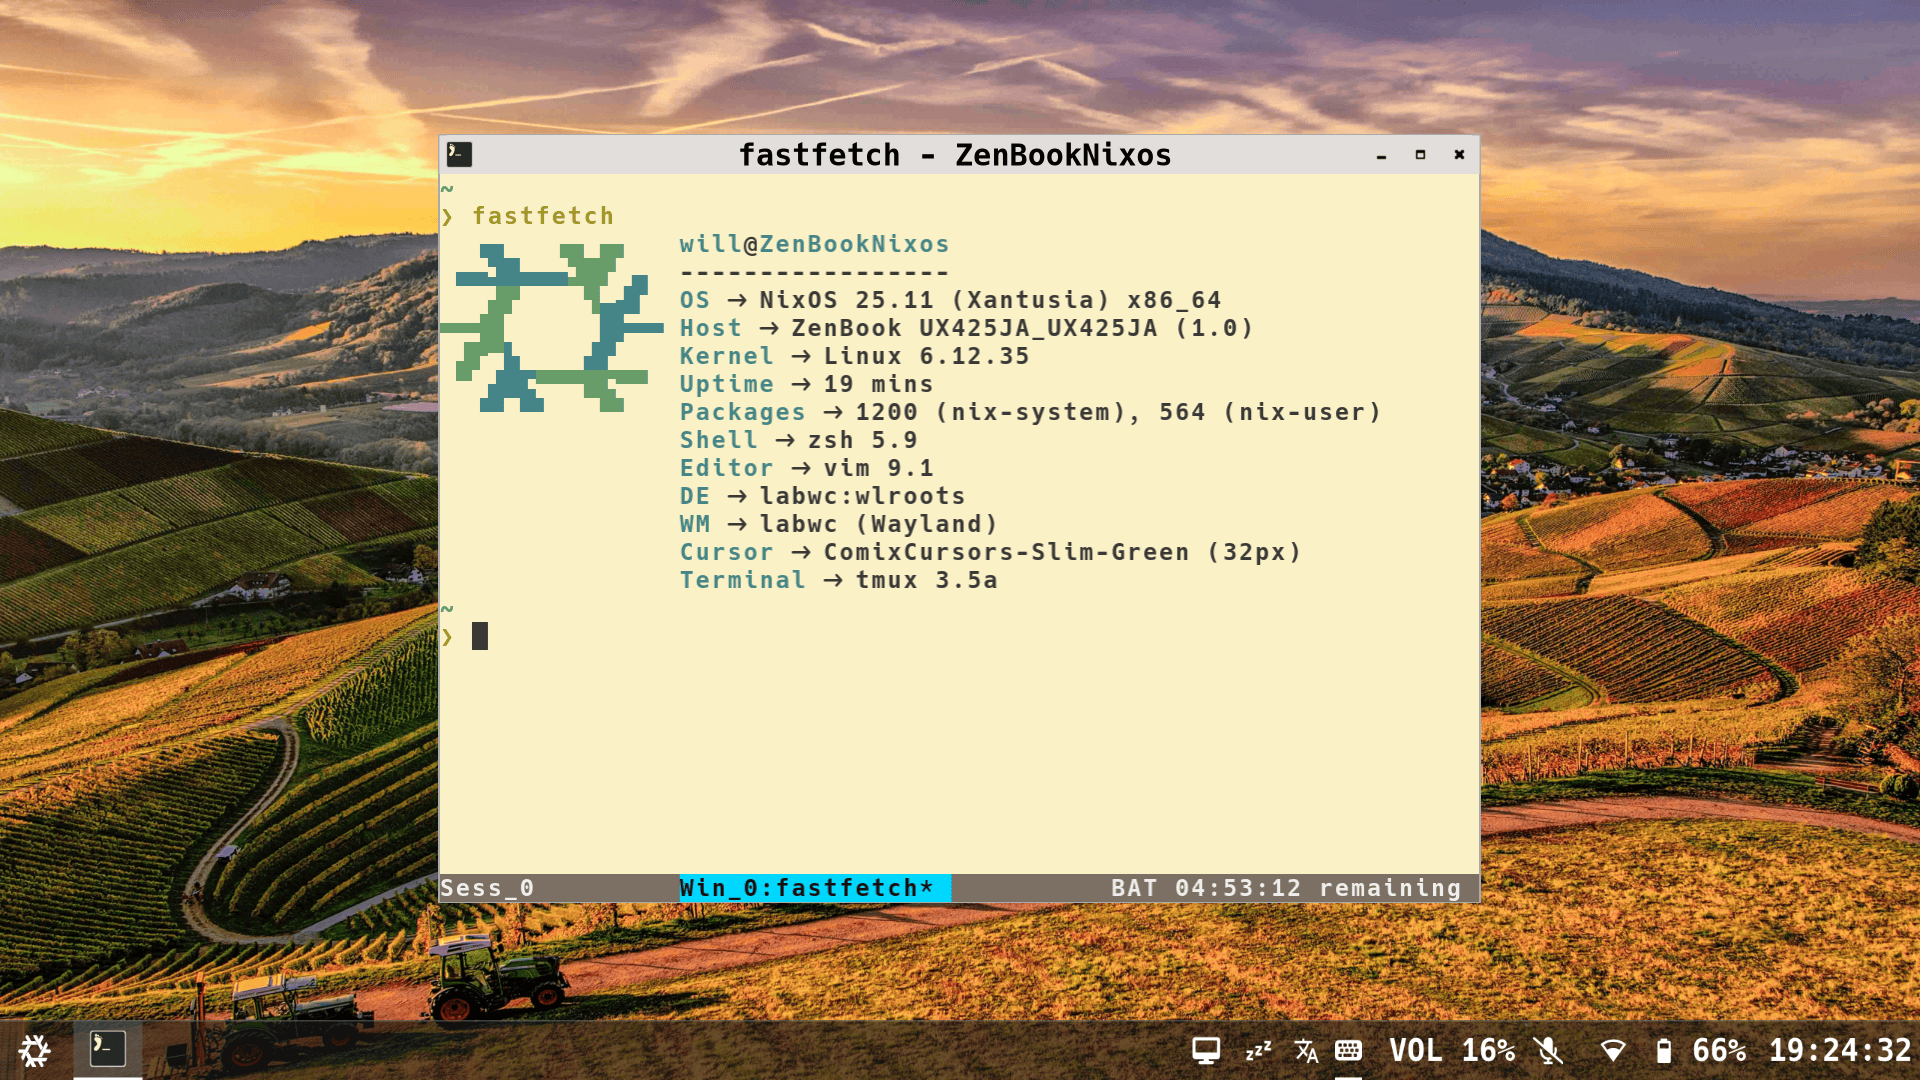 fastfetch - ZenBookNixos
~
❯ fastfetch
will@ZenBookNixos
-----------------
OS → NixOS 25.11 (Xantusia) x86_64
Host → ZenBook UX425JA_UX425JA (1.0)
Kernel → Linux 6.12.35
Uptime → 19 mins
Packages → 1200 (nix-system), 564 (nix-user)
Shell → zsh 5.9
Editor → vim 9.1
DE → labwc:wlroots
WM → labwc (Wayland)
Cursor → ComixCursors-Slim-Green (32px)
Terminal → tmux 3.5a
~
❯
Sess_0 Win_0:fastfetch* BAT 04:53:12 remaining
zzz VOL 16% 66% 19:24:32